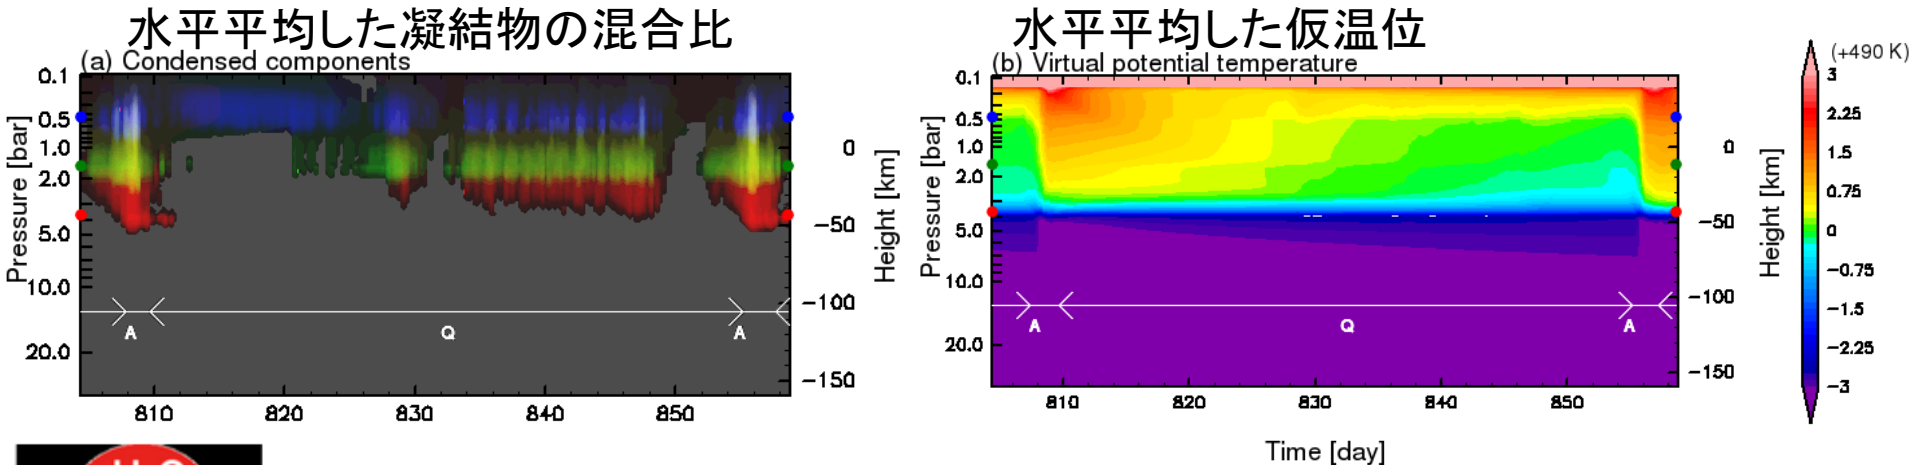 水平平均した凝結物の混合比
水平平均した仮温位
(a) Condensed components
(b) Virtual potential temperature
(+490 K)
Pressure [bar]
0.1
0.5
1.0
2.0
5.0
10.0
20.0
Height [km]
0
−50
−100
−150
A
Q
A
810
820
830
840
850
Pressure [bar]
0.1
0.5
1.0
2.0
5.0
10.0
20.0
Height [km]
0
−50
−100
−150
A
Q
A
810
820
830
840
850
Time [day]
3
2.25
1.5
0.75
0
−0.75
−1.5
−2.25
−3